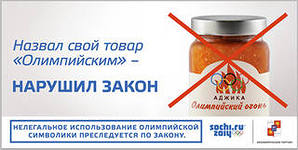 Назвал свой товар
«Олимпийским» –
НАРУШИЛ ЗАКОН
АДЖИКА
Олимпийский огонь
НЕЛЕГАЛЬНОЕ ИСПОЛЬЗОВАНИЕ ОЛИМПИЙСКОЙ
СИМВОЛИКИ ПРЕСЛЕДУЕТСЯ ПО ЗАКОНУ.
sochi.ru
2014